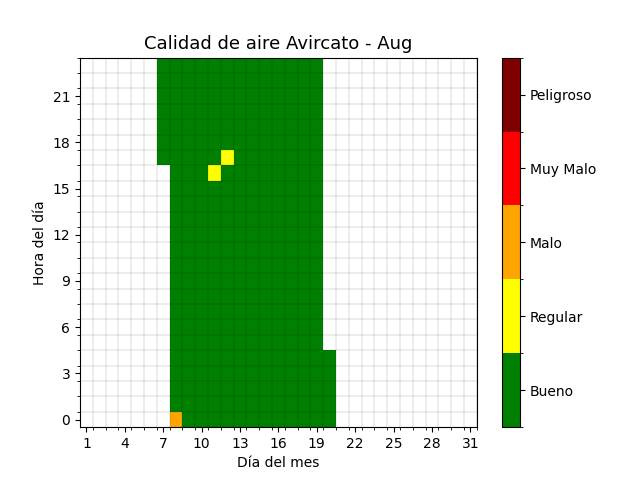 Calidad de aire Avircato - Aug
Hora del día
21
18
15
12
9
6
3
0
1 4 7 10 13 16 19 22 25 28 31
Día del mes
Peligroso
Muy Malo
Malo
Regular
Bueno